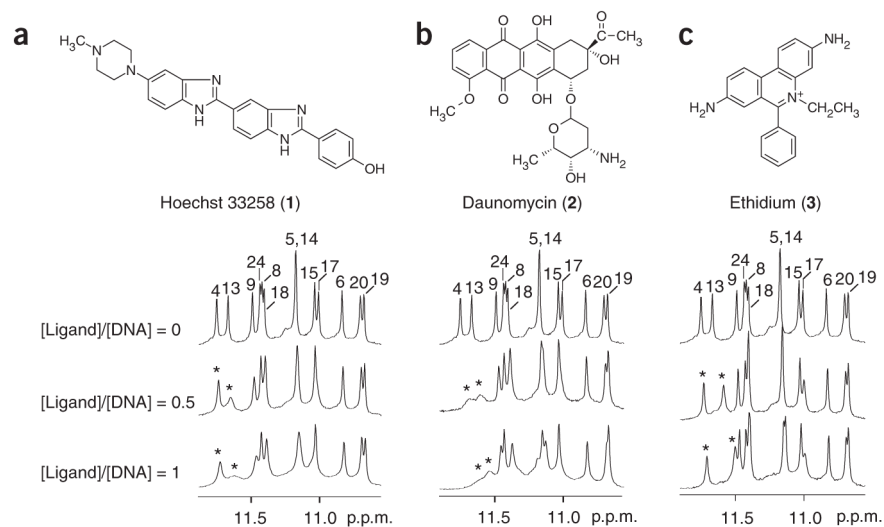 a
H₃C
N
N
N
N
H
N
N
H
OH
Hoechst 33258 (1)
b
O
OH
O
CH₃
OH
O
H₃C
O
OH
O
O
H₃C
NH₂
OH
Daunomycin (2)
c
NH₂
NH₂
N⁺
CH₂CH₃
Ethidium (3)
5,14
24
8
17
4 13 9 15 6 20 19
18
5,14
24
8
17
4 13 9 15 6 20 19
18
5,14
24
8
17
4 13 9 15 6 20 19
18
[Ligand]/[DNA] = 0
* *
* *
* *
[Ligand]/[DNA] = 0.5
* *
* *
* *
[Ligand]/[DNA] = 1
11.5 11.0 p.p.m.
11.5 11.0 p.p.m.
11.5 11.0 p.p.m.